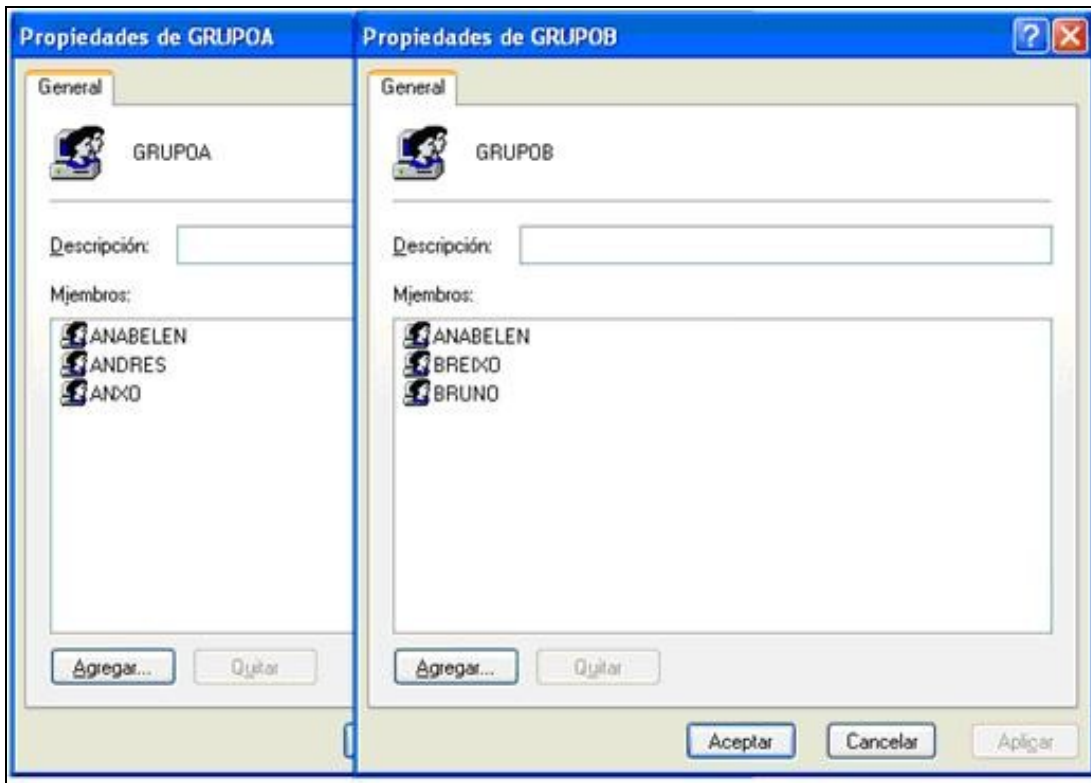 Propiedades de GRUPOA
General
GRUPOA
Descripción:
Miembros:
ANABELEN
ANDRES
ANXO
Agregar...
Quitar
Propiedades de GRUPOB
General
GRUPOB
Descripción:
Miembros:
ANABELEN
BREIXO
BRUNO
Agregar...
Quitar
Aceptar
Cancelar
Aplicar